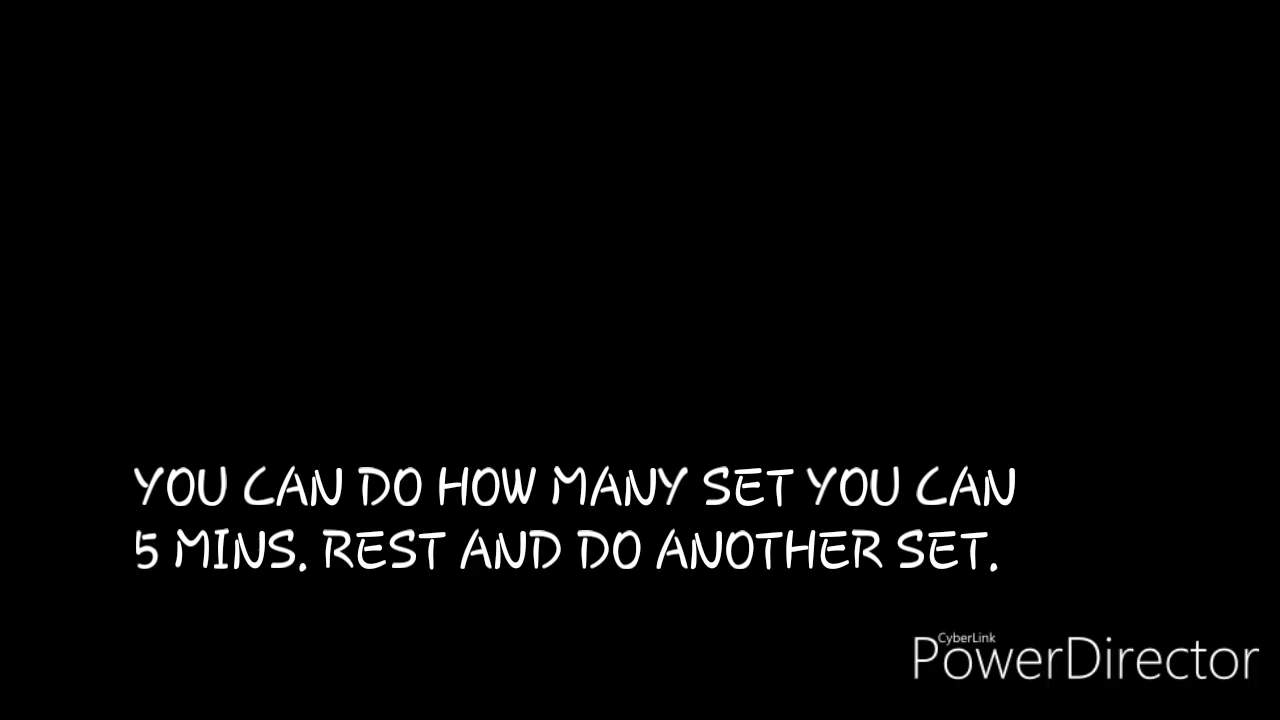 YOU CAN DO HOW MANY SET YOU CAN
5 MINS. REST AND DO ANOTHER SET.
CyberLink
PowerDirector